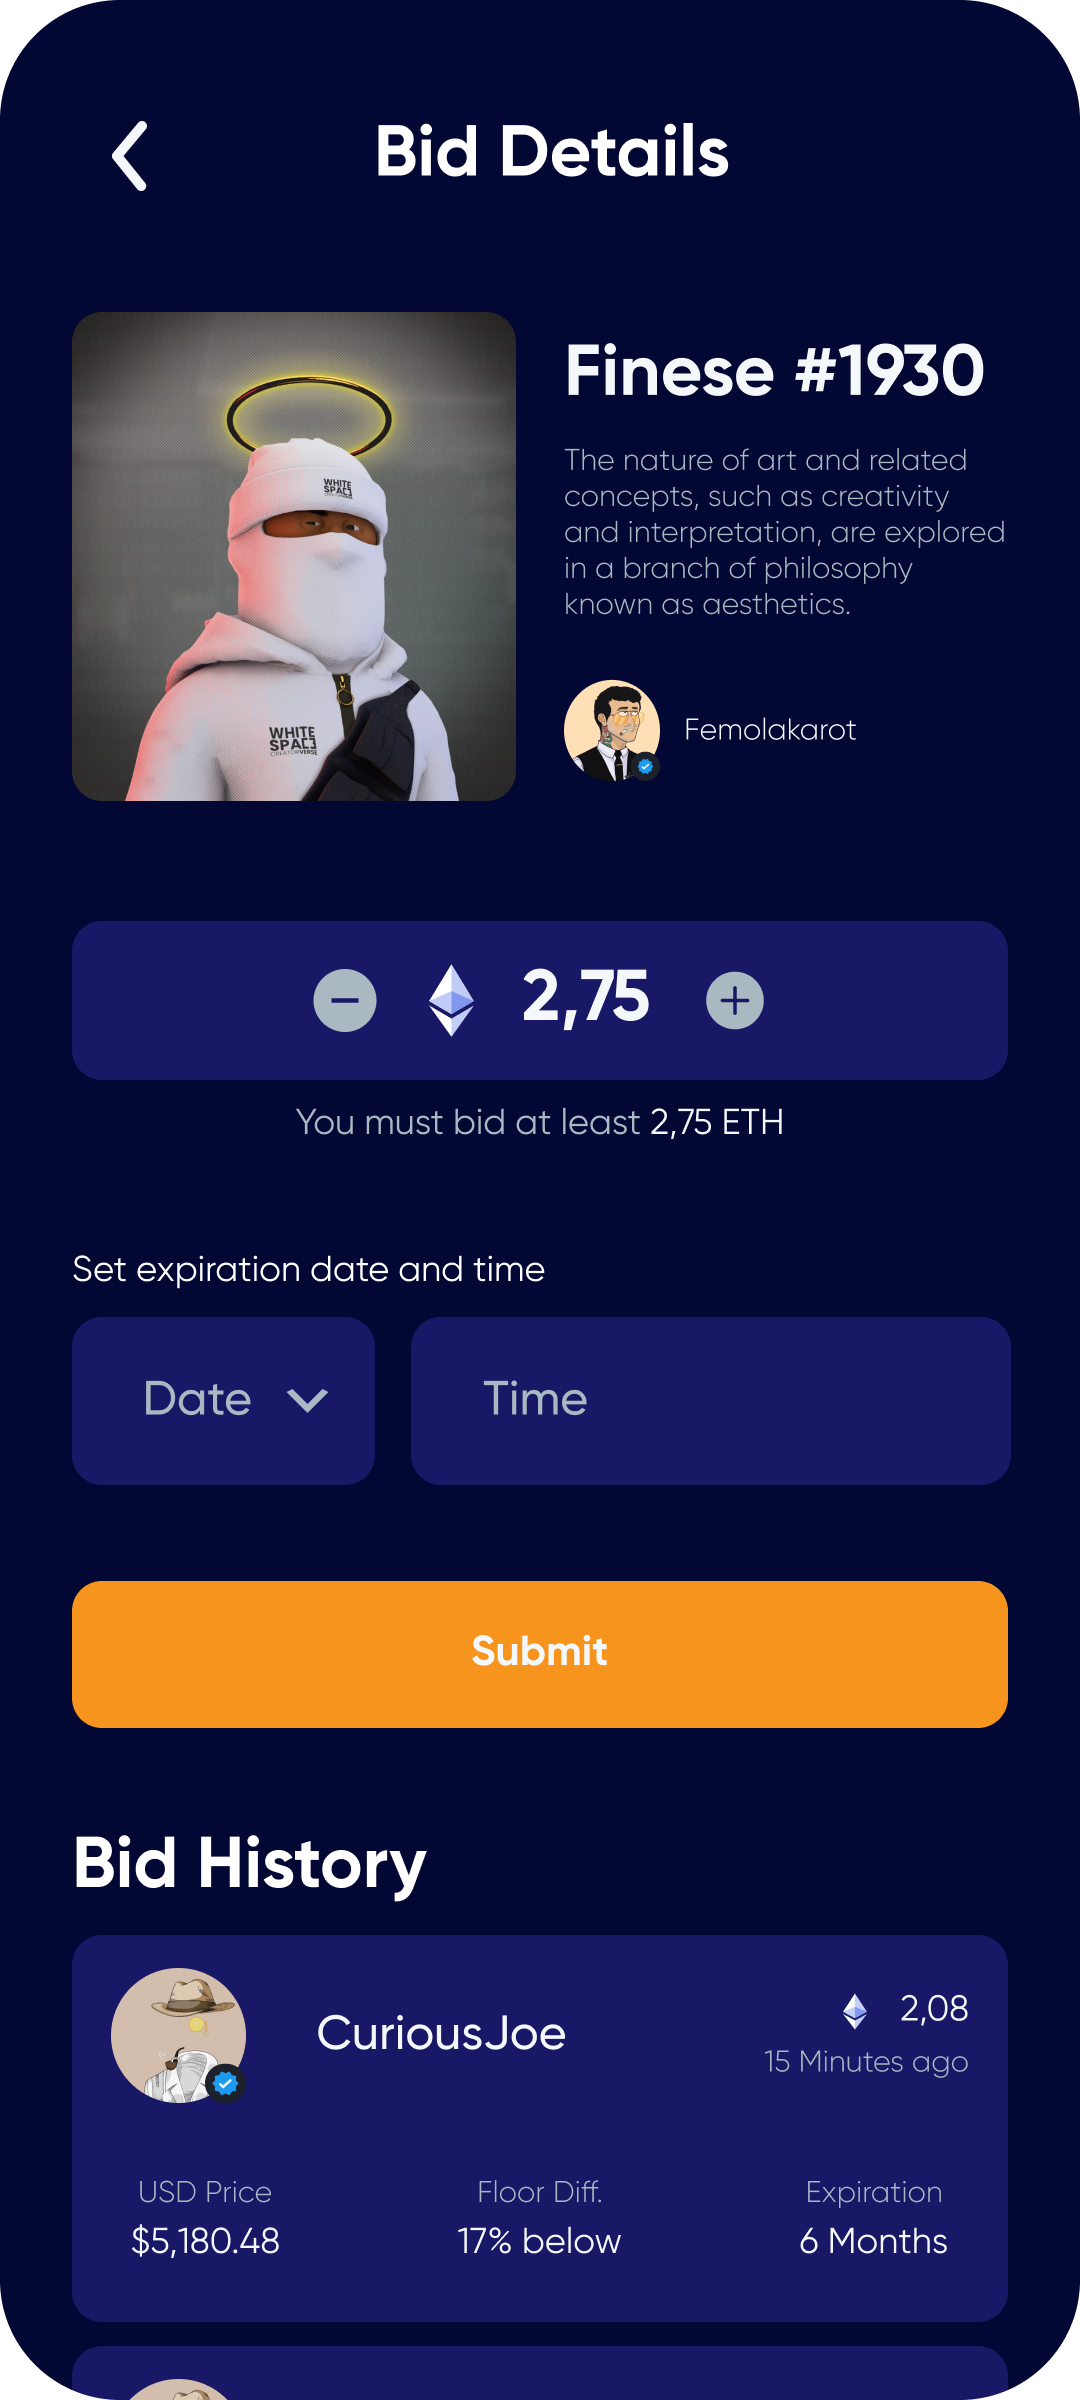 Bid Details
Finese #1930
The nature of art and related
concepts, such as creativity
and interpretation, are explored
in a branch of philosophy
known as aesthetics.
Femolakarot
WHITE
SPACE
WHITE
SPACE
CREATORVERSE
2,75
You must bid at least 2,75 ETH
Set expiration date and time
Date
Time
Submit
Bid History
CuriousJoe
2,08
15 Minutes ago
USD Price
Floor Diff.
Expiration
$5,180.48
17% below
6 Months